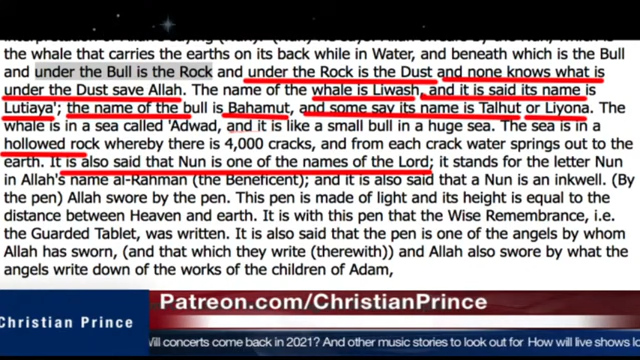 the whale that carries the earths on its back while in Water, and beneath which is the Bull
and under the Bull is the Rock and under the Rock is the Dust and none knows what is
under the Dust save Allah. The name of the whale is Liwash, and it is said its name is
Lutiaya'; the name of the bull is Bahamut, and some say its name is Talhut or Liyona. The
whale is in a sea called 'Adwad, and it is like a small bull in a huge sea. The sea is in a
hollowed rock whereby there is 4,000 cracks, and from each crack water springs out to the
earth. It is also said that Nun is one of the names of the Lord; it stands for the letter Nun
in Allah's name al-Rahman (the Beneficent); and it is also said that a Nun is an inkwell. (By
the pen) Allah swore by the pen. This pen is made of light and its height is equal to the
distance between Heaven and earth. It is with this pen that the Wise Remembrance, i.e.
the Guarded Tablet, was written. It is also said that the pen is one of the angels by whom
Allah has sworn, (and that which they write (therewith)) and Allah also swore by what the
angels write down of the works of the children of Adam,
Patreon.com/ChristianPrince
Christian Prince
Will concerts come back in 2021? And other music stories to look out for How will live shows